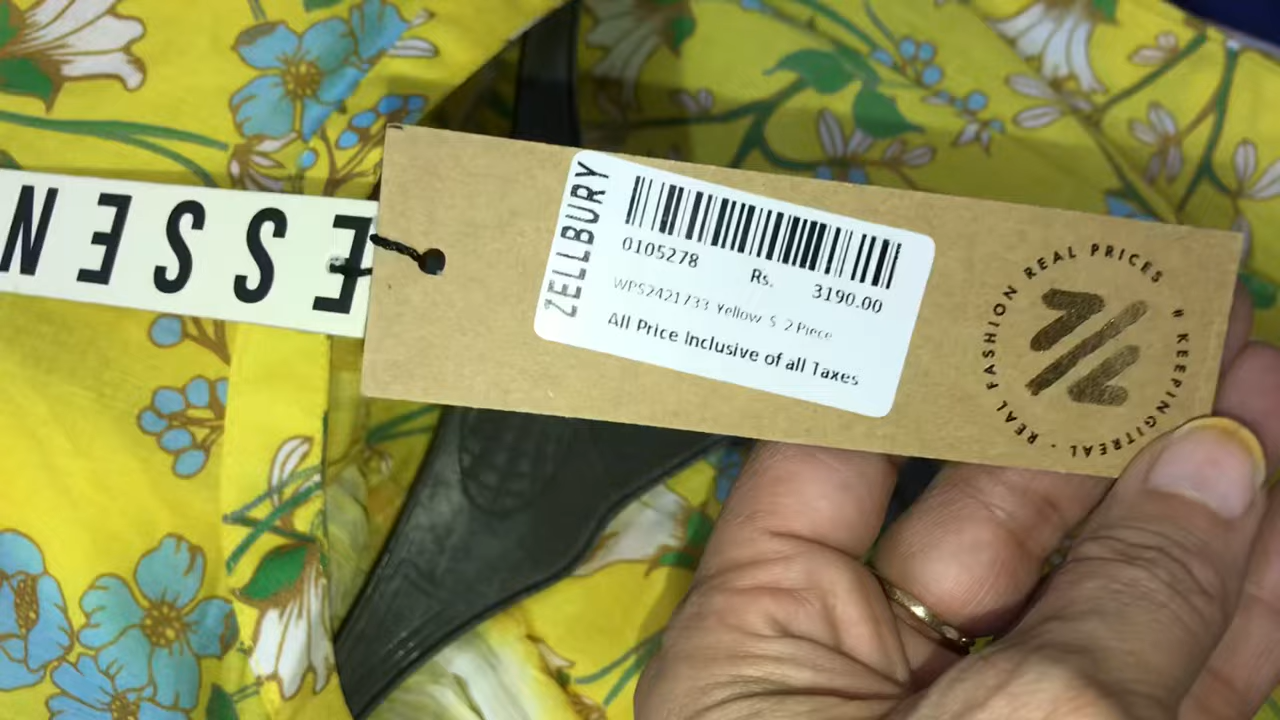 ESSEN
ZELLBURY
0105278 Rs. 3190.00
WPS2421733 Yellow S 2 Piece
All Price Inclusive of all Taxes
REAL FASHION REAL PRICES
# KEEPINGITREAL ·